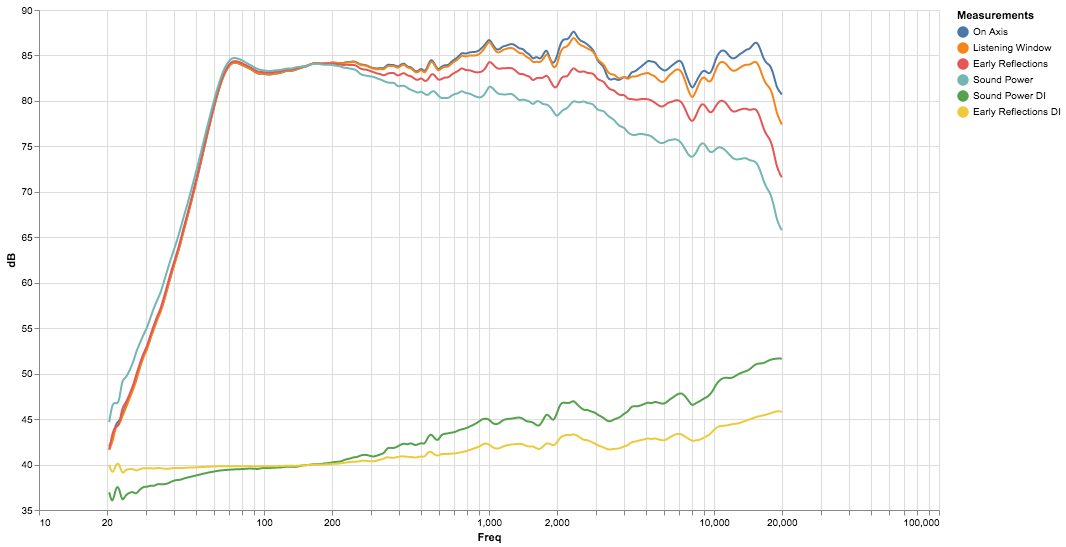 90
85
80
75
70
65
60
55
50
45
40
35
dB
10 20 100 200 1,000 2,000 10,000 20,000 100,000
Freq
Measurements
On Axis
Listening Window
Early Reflections
Sound Power
Sound Power DI
Early Reflections DI